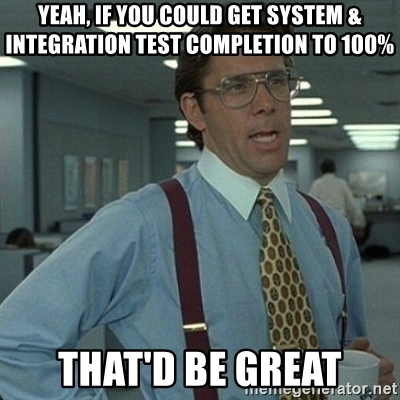 YEAH, IF YOU COULD GET SYSTEM &
INTEGRATION TEST COMPLETION TO 100%
THAT'D BE GREAT
memegenerator.net